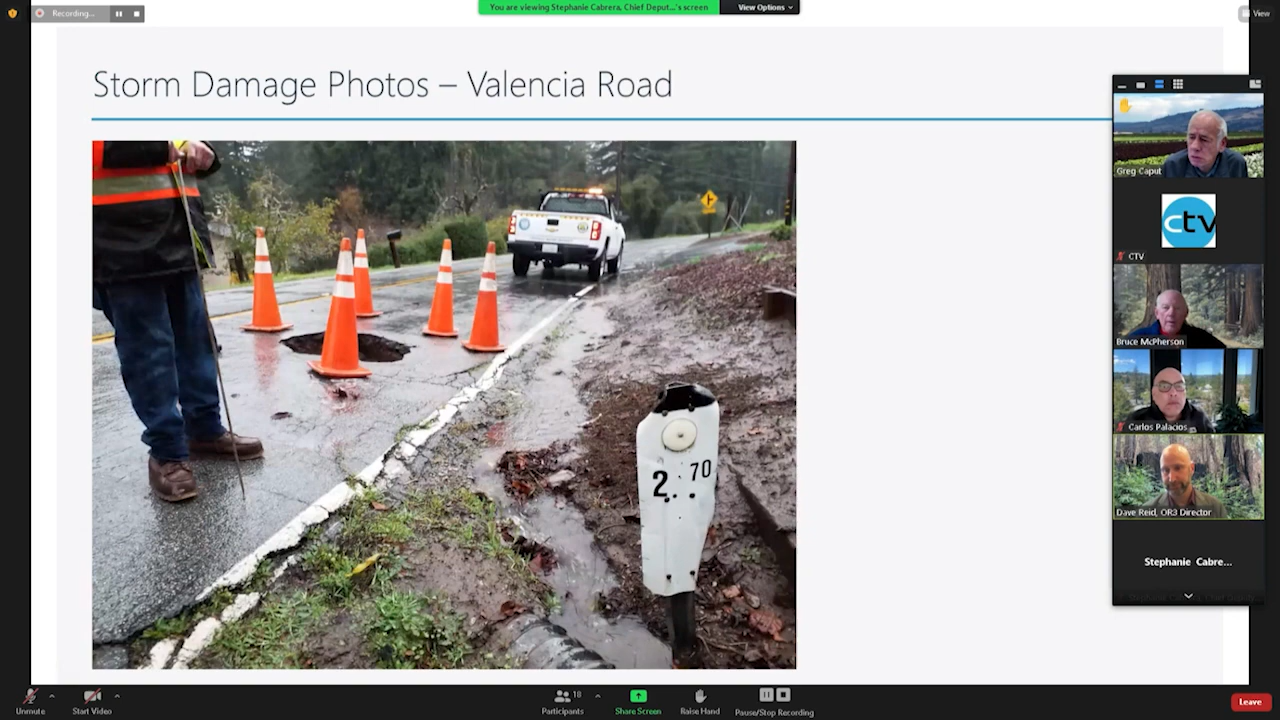 Recording...
You are viewing Stephanie Cabrera, Chief Deput...'s screen
View Options
View
Storm Damage Photos – Valencia Road
Greg Caput
ctv
CTV
Bruce McPherson
Carlos Palacios
Dave Reid, OR3 Director
Stephanie Cabre...
2.. .70
Unmute
Start Video
Participants
18
Share Screen
Raise Hand
Pause/Stop Recording
Leave